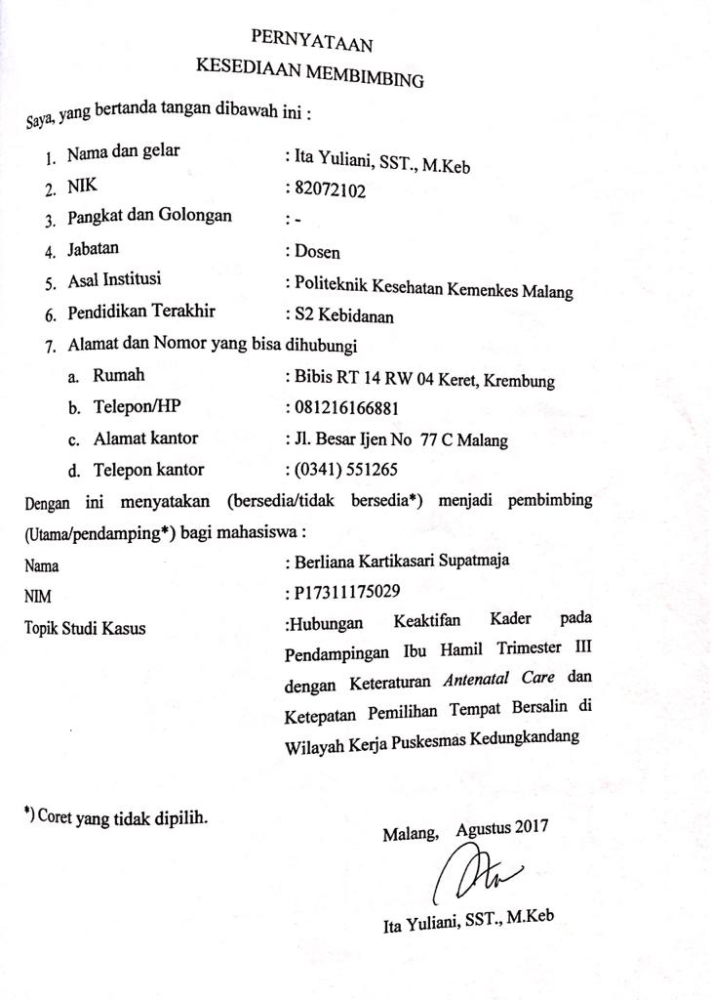 PERNYATAAN
KESEDIAAN MEMBIMBING
Saya, yang bertanda tangan dibawah ini :
1. Nama dan gelar : Ita Yuliani, SST., M.Keb
2. NIK : 82072102
3. Pangkat dan Golongan : -
4. Jabatan : Dosen
5. Asal Institusi : Politeknik Kesehatan Kemenkes Malang
6. Pendidikan Terakhir : S2 Kebidanan
7. Alamat dan Nomor yang bisa dihubungi
a. Rumah : Bibis RT 14 RW 04 Keret, Krembung
b. Telepon/HP : 081216166881
c. Alamat kantor : Jl. Besar Ijen No 77 C Malang
d. Telepon kantor : (0341) 551265
Dengan ini menyatakan (bersedia/tidak bersedia*) menjadi pembimbing
(Utama/pendamping*) bagi mahasiswa :
Nama : Berliana Kartikasari Supatmaja
NIM : P17311175029
Topik Studi Kasus :Hubungan Keaktifan Kader pada
Pendampingan Ibu Hamil Trimester III
dengan Keteraturan Antenatal Care dan
Ketepatan Pemilihan Tempat Bersalin di
Wilayah Kerja Puskesmas Kedungkandang
*) Coret yang tidak dipilih.
Malang, Agustus 2017
Ita Yuliani, SST., M.Keb